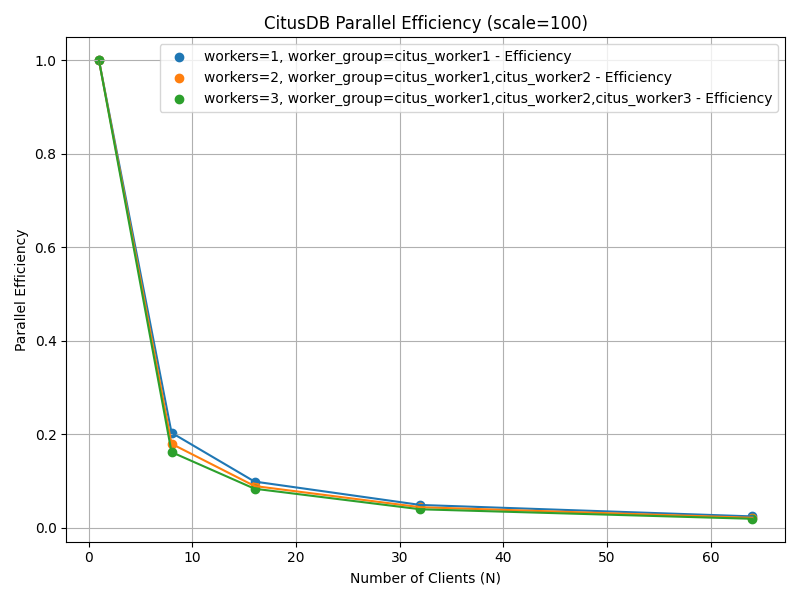 CitusDB Parallel Efficiency (scale=100)
workers=1, worker_group=citus_worker1 - Efficiency
workers=2, worker_group=citus_worker1,citus_worker2 - Efficiency
workers=3, worker_group=citus_worker1,citus_worker2,citus_worker3 - Efficiency
Parallel Efficiency
1.0
0.8
0.6
0.4
0.2
0.0
0 10 20 30 40 50 60
Number of Clients (N)